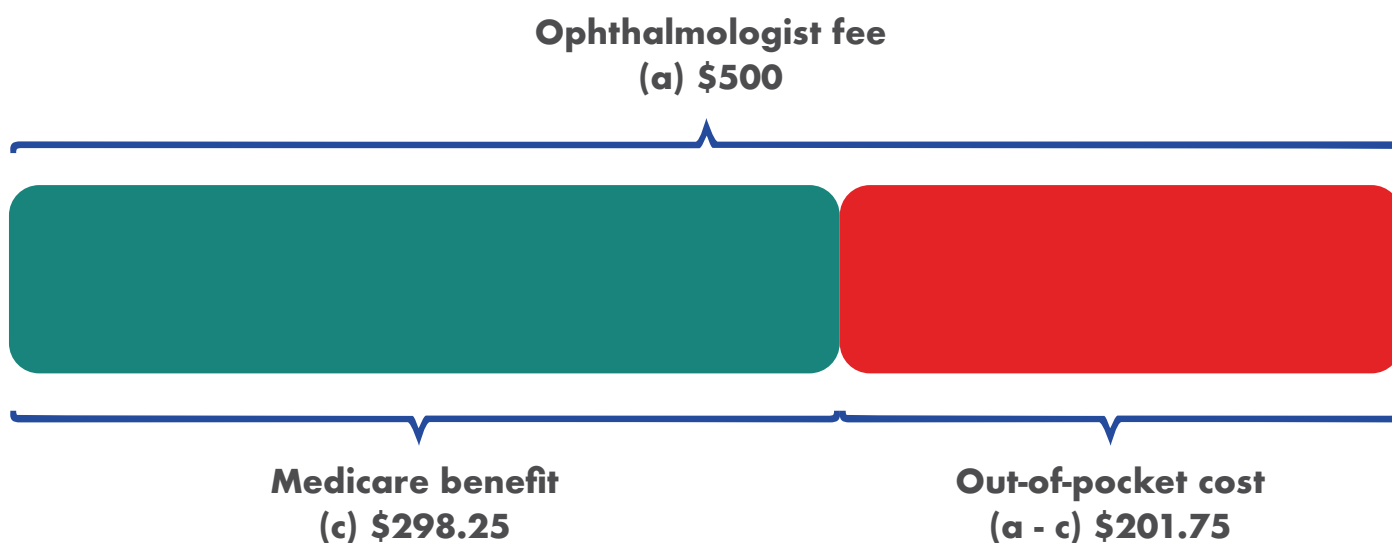 Ophthalmologist fee
(a) $500
Medicare benefit
(c) $298.25
Out-of-pocket cost
(a - c) $201.75